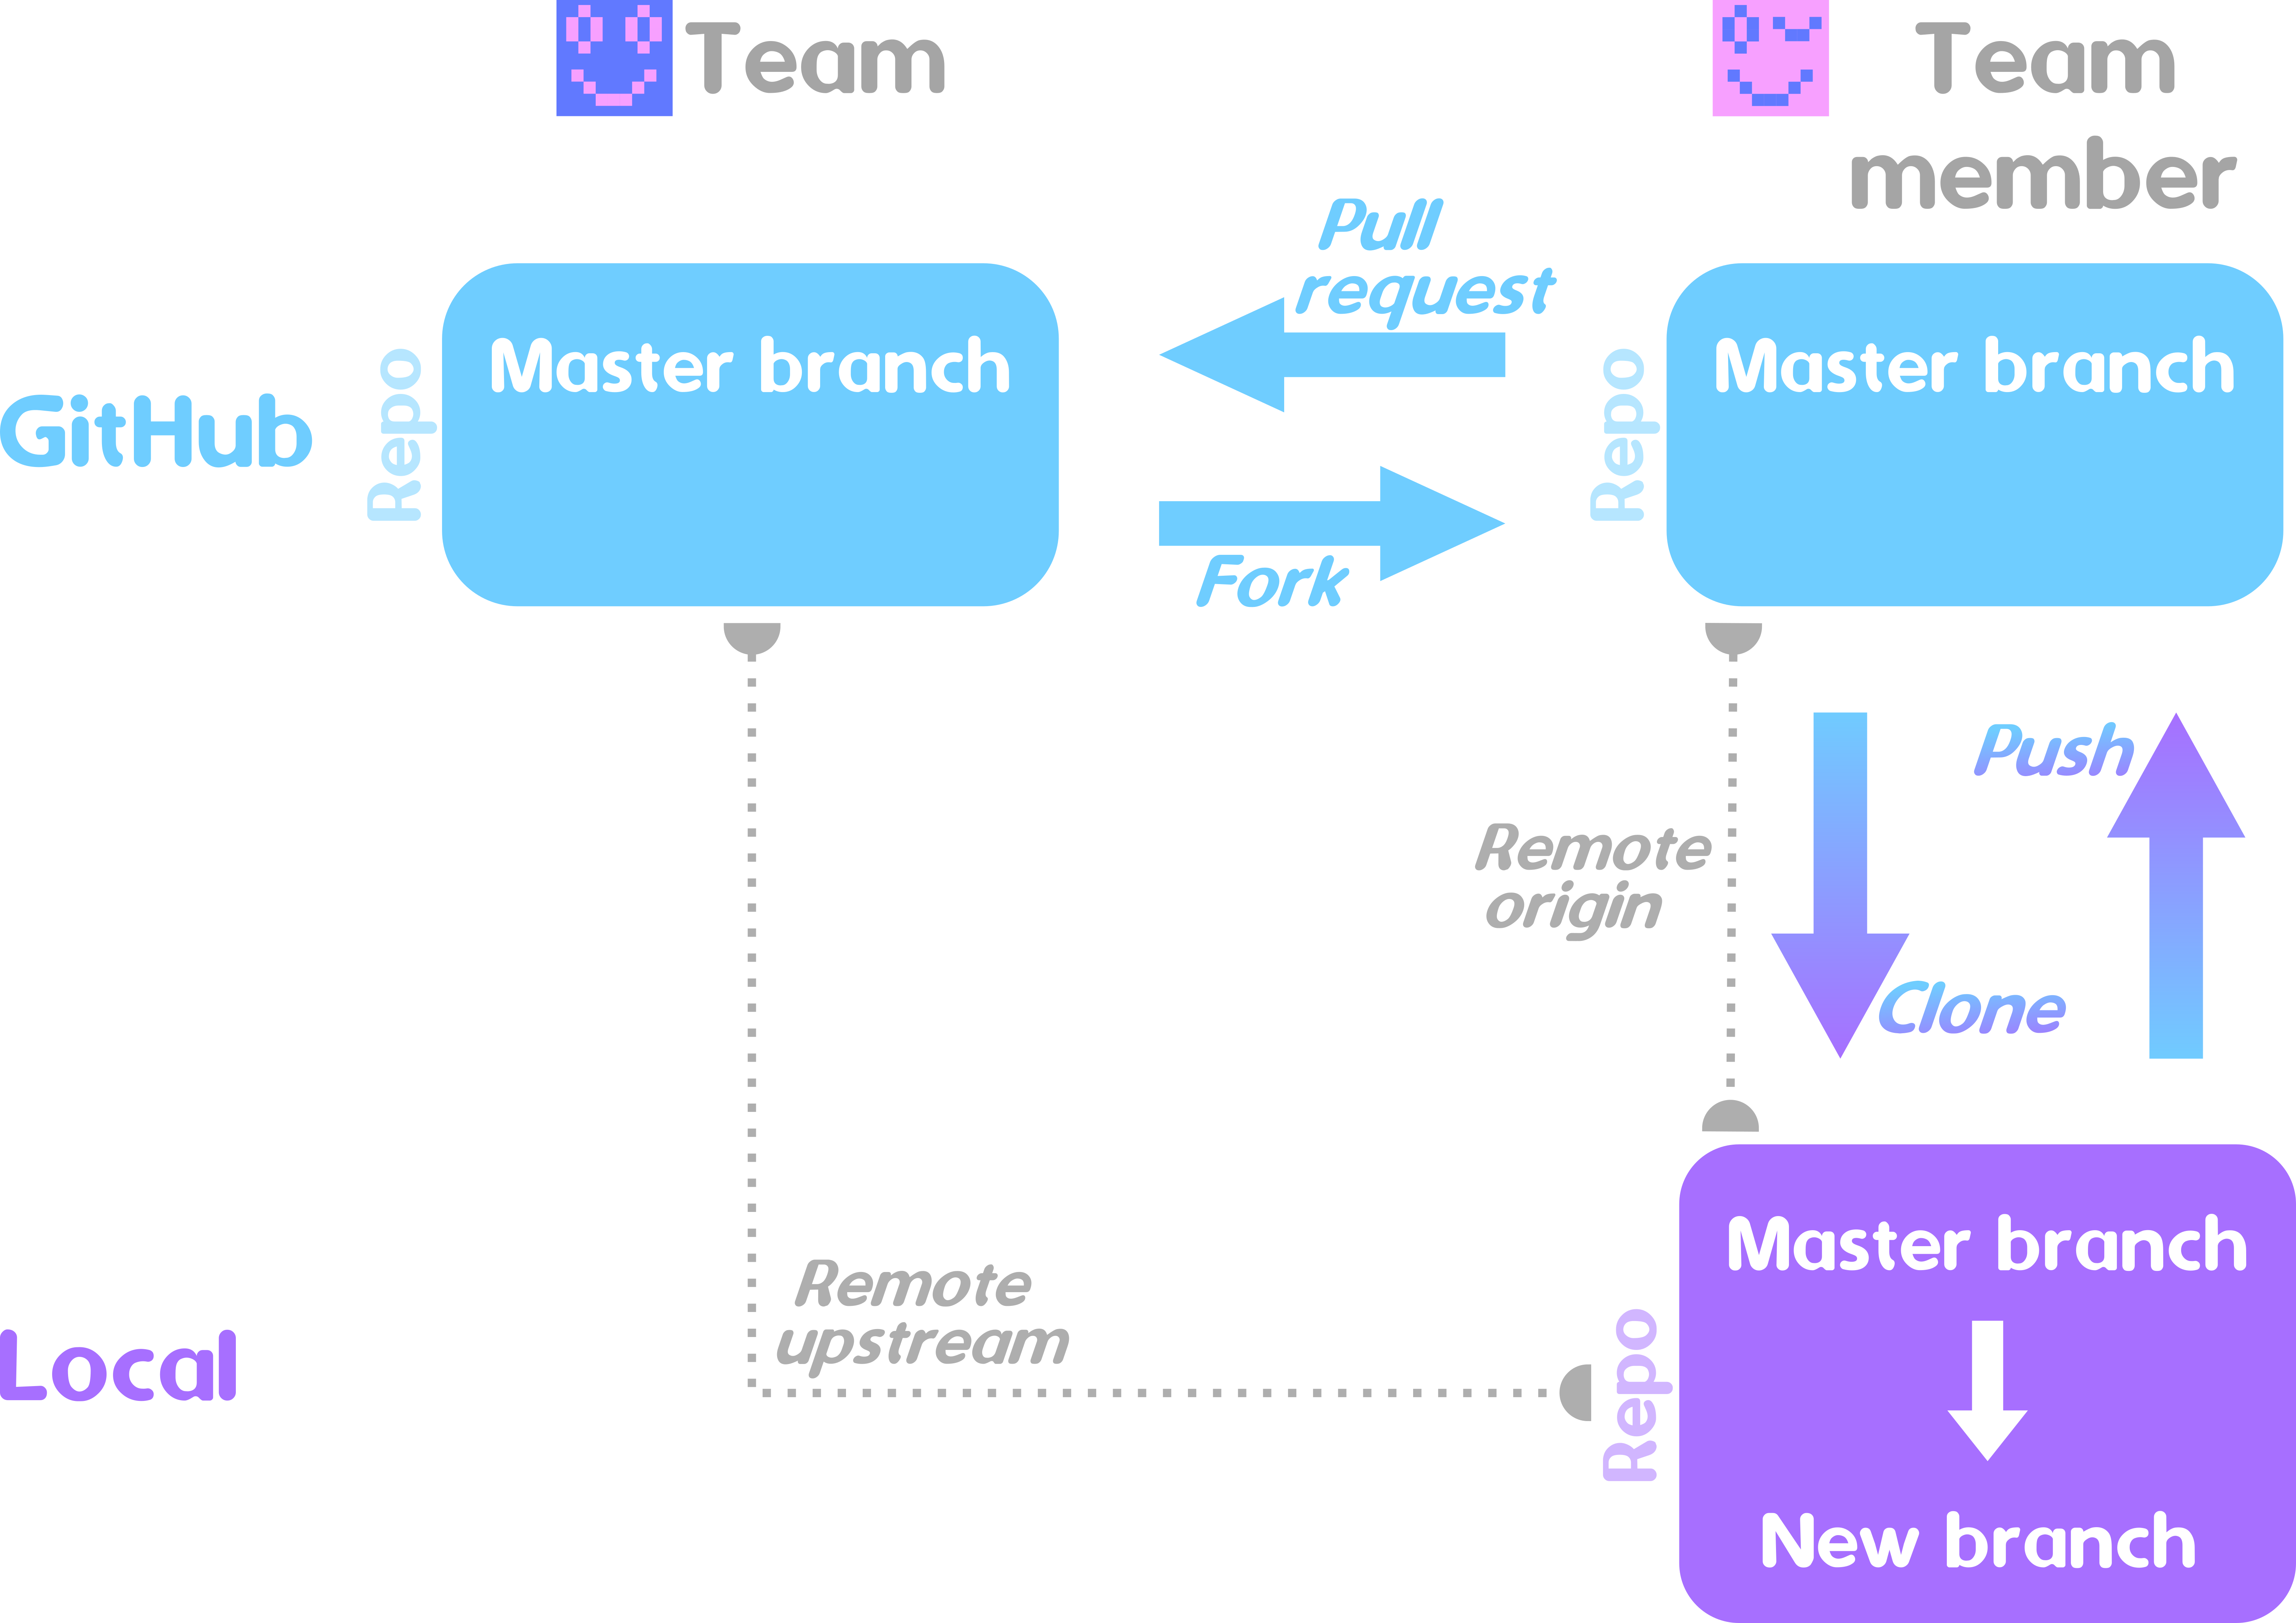 Team
Team
member
Pull
request
Repo
Master branch
Repo
Master branch
GitHub
Fork
Push
Remote
origin
Clone
Master branch
Remote
upstream
Local
Repo
New branch